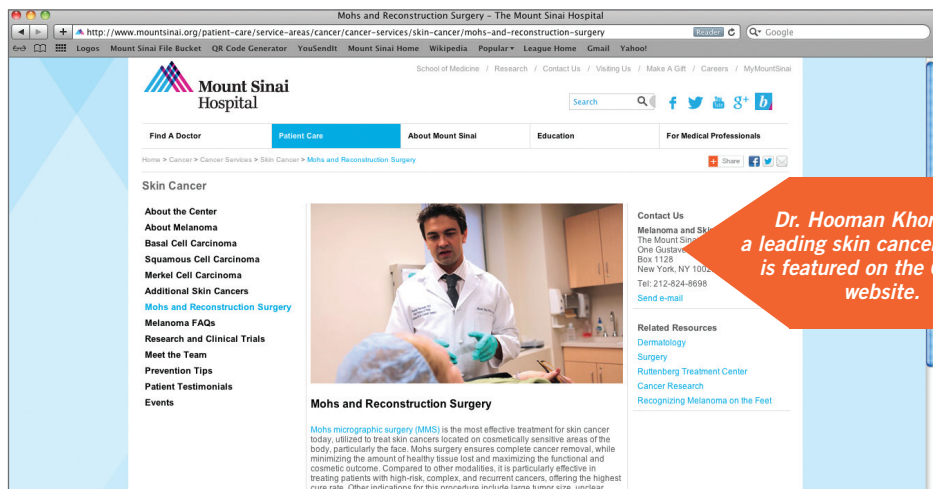 Mohs and Reconstruction Surgery – The Mount Sinai Hospital
http://www.mountsinai.org/patient-care/service-areas/cancer/cancer-services/skin-cancer/mohs-and-reconstruction-surgery
Reader
Google
Logos Mount Sinai File Bucket QR Code Generator YouSendIt Mount Sinai Home Wikipedia Popular League Home Gmail Yahoo!
School of Medicine / Research / Contact Us / Visiting Us / Make A Gift / Careers / MyMountSinai
Mount Sinai
Hospital
Search
Find A Doctor
Patient Care
About Mount Sinai
Education
For Medical Professionals
Home > Cancer > Cancer Services > Skin Cancer > Mohs and Reconstruction Surgery
Share
Skin Cancer
About the Center
About Melanoma
Basal Cell Carcinoma
Squamous Cell Carcinoma
Merkel Cell Carcinoma
Additional Skin Cancers
Mohs and Reconstruction Surgery
Melanoma FAQs
Research and Clinical Trials
Meet the Team
Prevention Tips
Patient Testimonials
Events
Mohs and Reconstruction Surgery
Mohs micrographic surgery (MMS) is the most effective treatment for skin cancer
today, utilized to treat skin cancers located on cosmetically sensitive areas of the
body, particularly the face. Mohs surgery ensures complete cancer removal, while
minimizing the amount of healthy tissue lost and maximizing the functional and
cosmetic outcome. Compared to other modalities, it is particularly effective in
treating patients with high-risk, complex, and recurrent cancers, offering the highest
cure rate. Other indications for this procedure include large tumor size, unclear
Contact Us
Melanoma and
The Mount
One Gustave
Box 1128
New York, NY
Tel: 212-824-8698
Send e-mail
Related Resources
Dermatology
Surgery
Ruttenberg Treatment Center
Cancer Research
Recognizing Melanoma on the Feet
Dr. Hooman
a leading skin cancer
is featured on the
website.